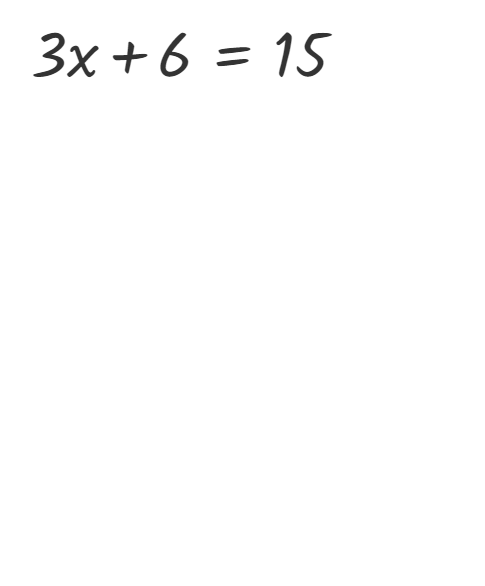 3x + 6 = 15